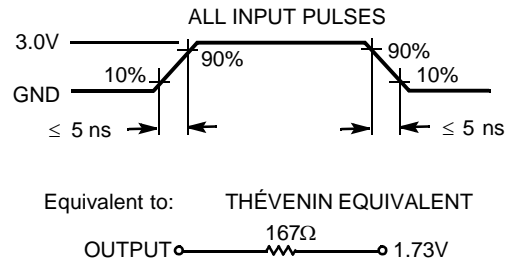 ALL INPUT PULSES
3.0V
90%
90%
10%
10%
GND
≤ 5 ns
≤ 5 ns
Equivalent to: THÉVENIN EQUIVALENT
167Ω
OUTPUT 1.73V